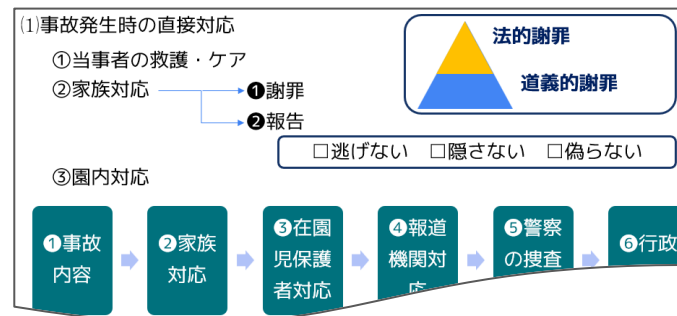 ⑴事故発生時の直接対応
①当事者の救護・ケア
②家族対応
❶謝罪
❷報告
法的謝罪
道義的謝罪
□逃げない □隠さない □偽らない
③園内対応
❶事故
内容
❷家族
対応
❸在園
児保護
者対応
❹報道
機関対
応
❺警察
の捜査
❻行政